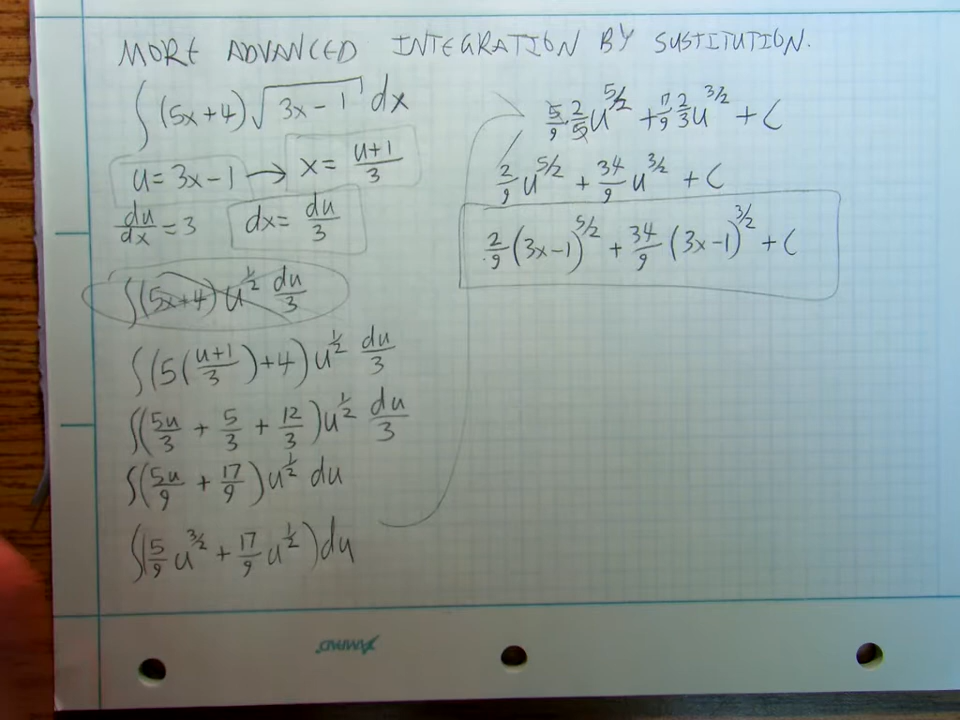 MORE ADVANCED INTEGRATION BY SUSTITUTION.
∫(5x+4)√(3x-1) dx
u = 3x-1 → x = (u+1)/3
du/dx = 3 dx = du/3
∫(5x+4) u^(1/2) du/3
∫(5((u+1)/3)+4) u^(1/2) du/3
∫(5u/3 + 5/3 + 12/3) u^(1/2) du/3
∫(5u/9 + 17/9) u^(1/2) du
∫(5/9 u^(3/2) + 17/9 u^(1/2)) du
5/9 · 2/5 u^(5/2) + 17/9 · 2/3 u^(3/2) + C
2/9 u^(5/2) + 34/9 u^(3/2) + C
2/9 (3x-1)^(5/2) + 34/9 (3x-1)^(3/2) + C
AMPAD